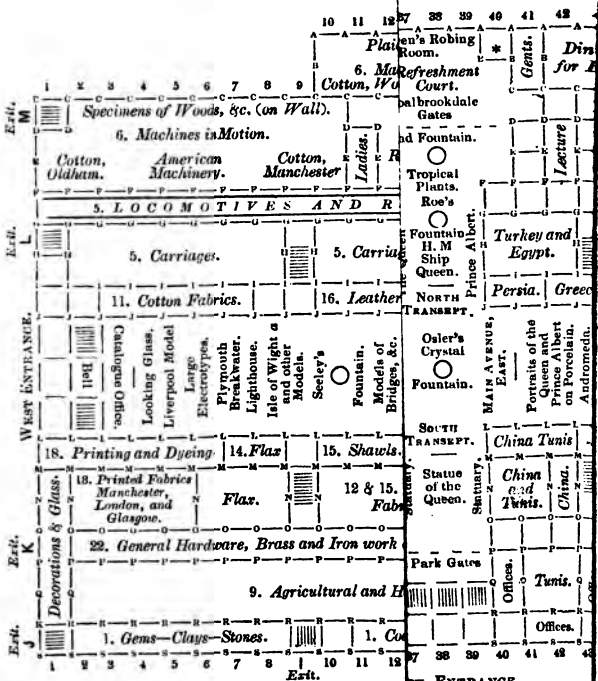 10 11 12 37 38 39 40 41 42 4
Plai
en's Robing
Room.
*
Gents.
Din
for
6. Ma
Cotton, Wo
Refreshment
Court.
albrookdale
Gates
1 2 3 4 5 6 7 8 9
Exit.
M
Specimens of Woods, &c. (on Wall).
6. Machines in Motion.
Cotton,
Oldham.
American
Machinery.
Cotton,
Manchester
Ladies.
R
nd Fountain.
Tropical
Plants.
Lecture
5. LOCOMOTIVES AND R
Roe's
Fountain
H. M
Ship
Queen.
The Queen
Prince Albert.
Turkey and
Egypt.
Exit.
L
5. Carriages.
5. Carria
11. Cotton Fabrics.
16. Leather
NORTH
TRANSEPT.
Persia.
Greec
WEST ENTRANCE.
Bell
Catalogue Office.
Looking Glass.
Liverpool Model
Large
Electrotypes.
Plymouth
Breakwater.
Lighthouse.
Isle of Wight a
and other
Models.
Seeley's
Fountain.
Models of
Bridges, &c.
Osler's
Crystal
Fountain.
MAIN AVENUE,
EAST.
Portraits of the
Queen and
Prince Albert
on Porcelain.
Andromeda.
18. Printing and Dyeing
14. Flax
15. Shawls.
SOUTH
TRANSEPT.
China Tunis
Decorations & Glass.
18. Printed Fabrics
Manchester,
London, and
Glasgow.
Flax.
12 & 15.
Fab
Statuary.
Statue
of the
Queen.
Statuary.
China
and
Tunis.
China.
Exit.
K
22. General Hardware, Brass and Iron work
Park Gates
Offices.
Tunis.
9. Agricultural and H
Exit.
J
1. Gems—Clays—Stones.
1. Co
Offices.
1 2 3 4 5 6 7 8 9 10 11 12 37 38 39 40 41 42 43
Exit.
ENTRANCE